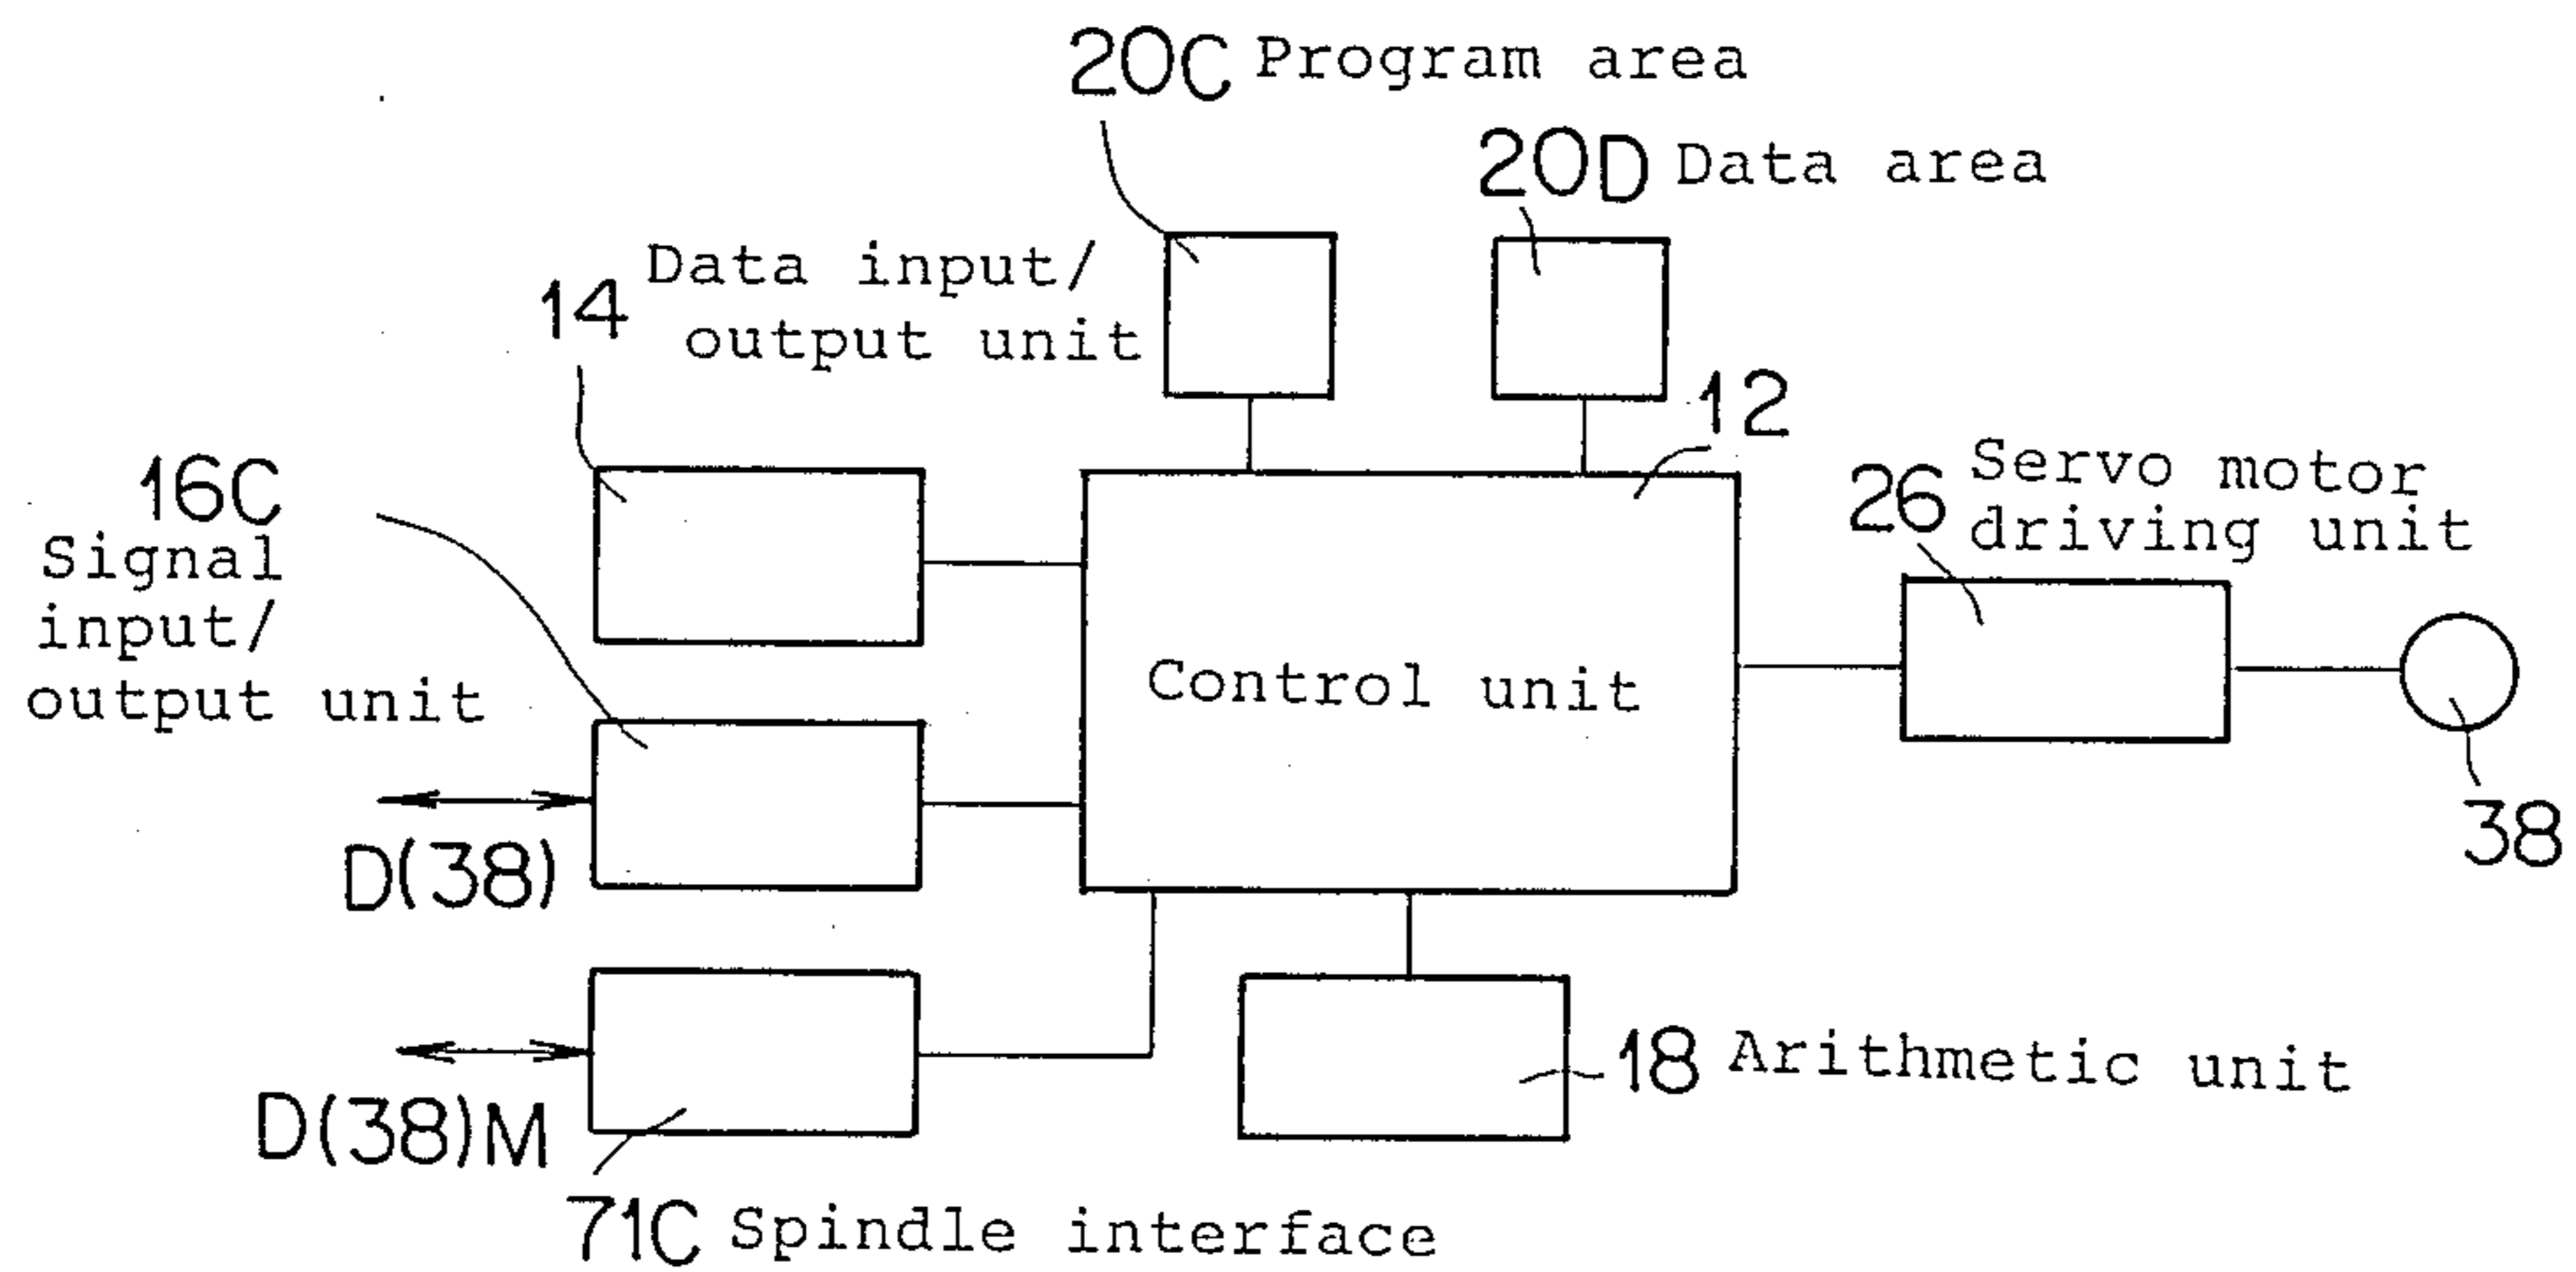 20C Program area
20D Data area
14 Data input/
output unit
12
16C
Signal
input/
output unit
26 Servo motor
driving unit
Control unit
38
D(38)
D(38)M
18 Arithmetic unit
71C Spindle interface